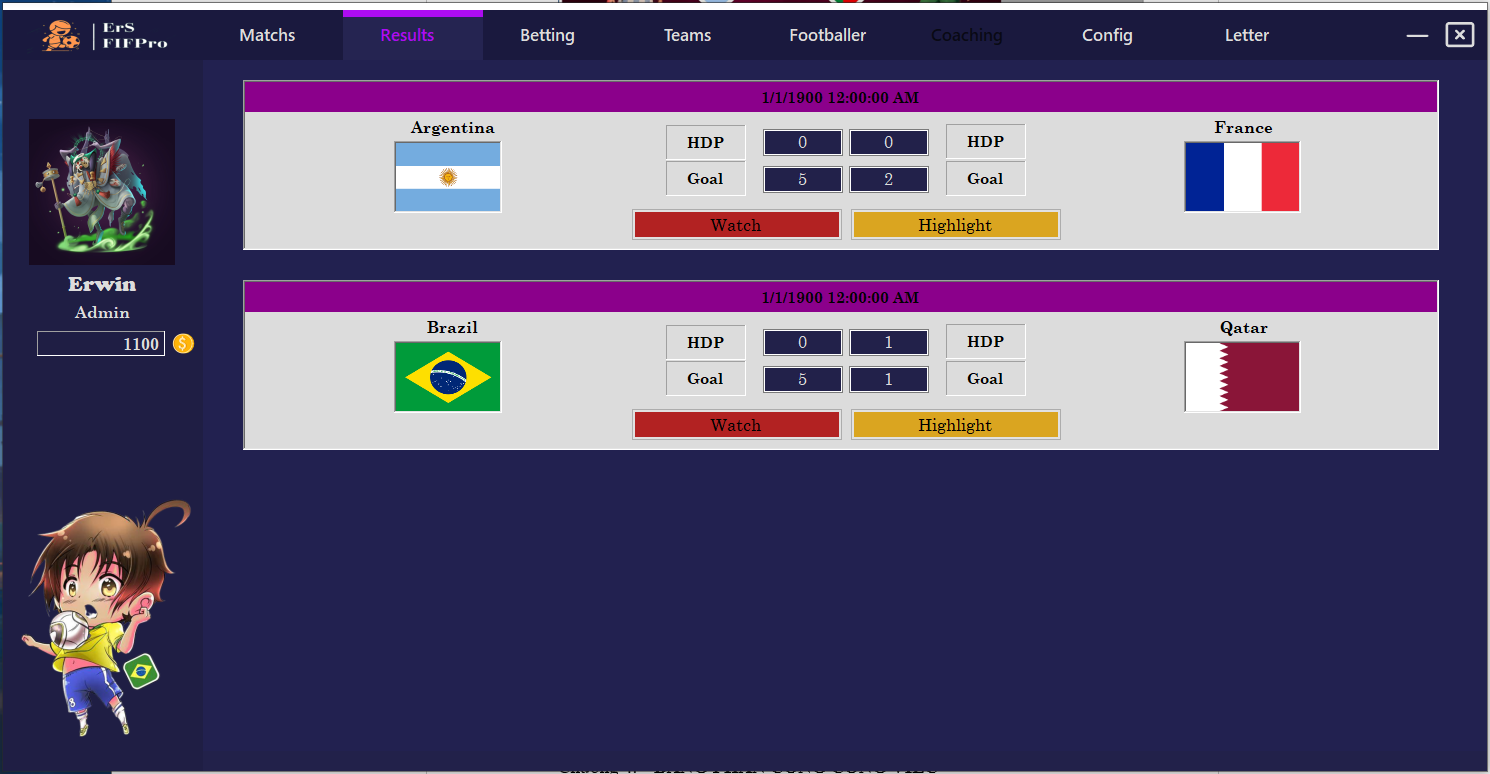 ErS
FIFPro
Matchs Results Betting Teams Footballer Coaching Config Letter
1/1/1900 12:00:00 AM
Argentina France
HDP 0 0 HDP
Goal 5 2 Goal
Watch Highlight
Erwin
Admin
1100
1/1/1900 12:00:00 AM
Brazil Qatar
HDP 0 1 HDP
Goal 5 1 Goal
Watch Highlight
8